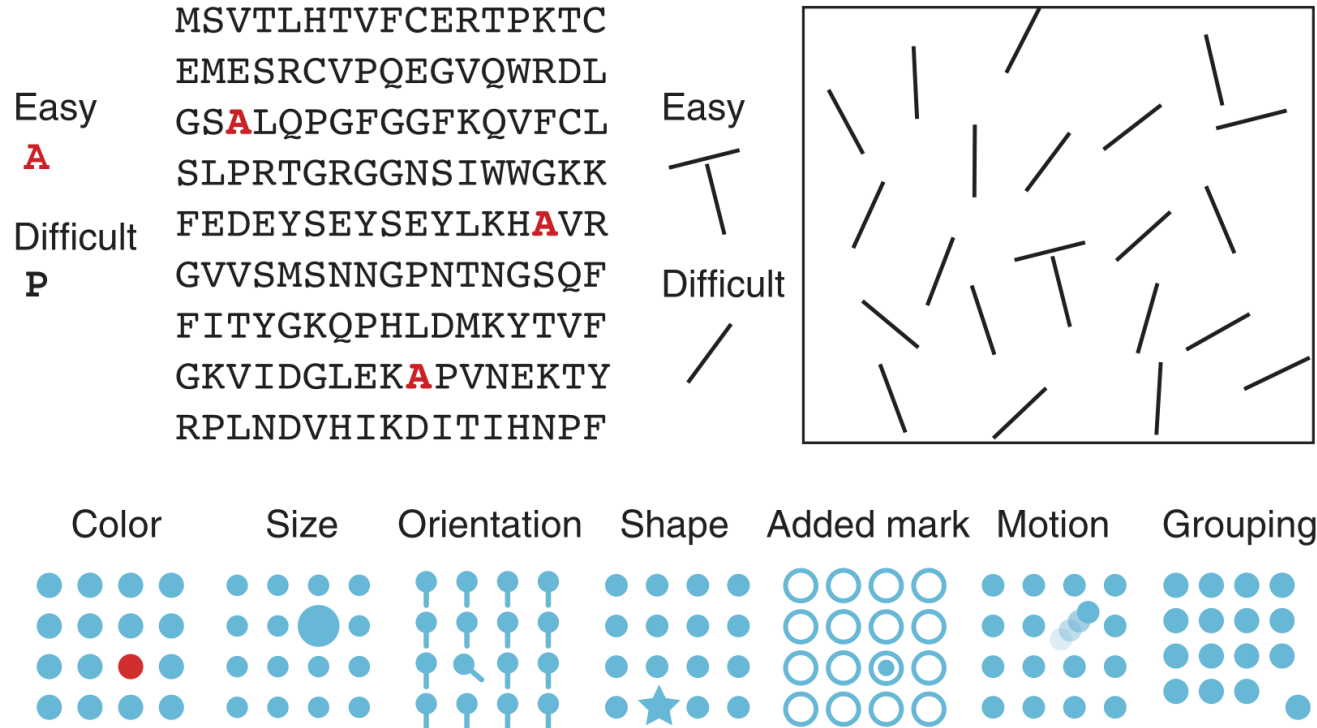 MSVTLHTVFCERTPKTC
EMESRCVPQEGVQWRDL
GSALQPGFGGFKQVFCL
SLPRTGRGGNSIWWGKK
FEDEYSEYSEYLKHAVR
GVVSMSNNGPNTNGSQF
FITYGKQPHLDMKYTVF
GKVIDGLEKAPVNEKTY
RPLNDVHIKDITIHNPF
Easy
A
Difficult
P
Easy
Difficult
Color
Size
Orientation
Shape
Added mark
Motion
Grouping